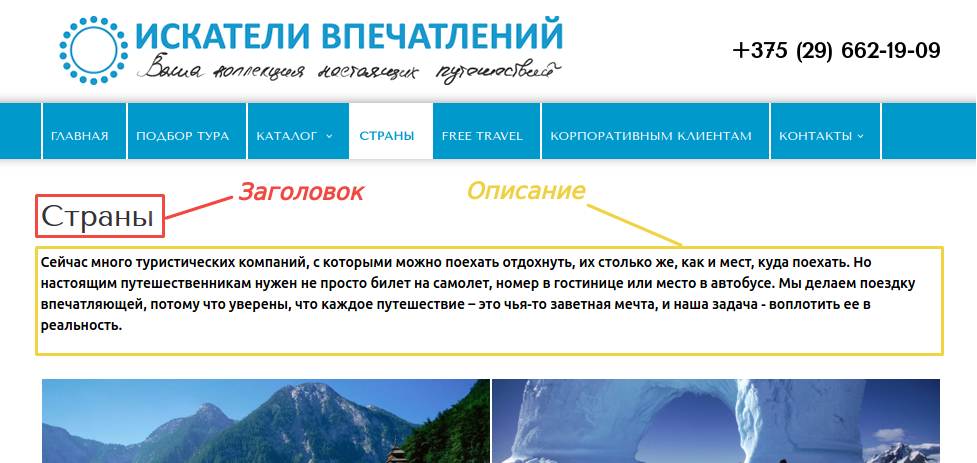 ИСКАТЕЛИ ВПЕЧАТЛЕНИЙ
Ваша коллекция настоящих путешествий
+375 (29) 662-19-09
ГЛАВНАЯ ПОДБОР ТУРА КАТАЛОГ СТРАНЫ FREE TRAVEL КОРПОРАТИВНЫМ КЛИЕНТАМ КОНТАКТЫ
Заголовок
Описание
Страны
Сейчас много туристических компаний, с которыми можно поехать отдохнуть, их столько же, как и мест, куда поехать. Но
настоящим путешественникам нужен не просто билет на самолет, номер в гостинице или место в автобусе. Мы делаем поездку
впечатляющей, потому что уверены, что каждое путешествие – это чья-то заветная мечта, и наша задача - воплотить ее в
реальность.